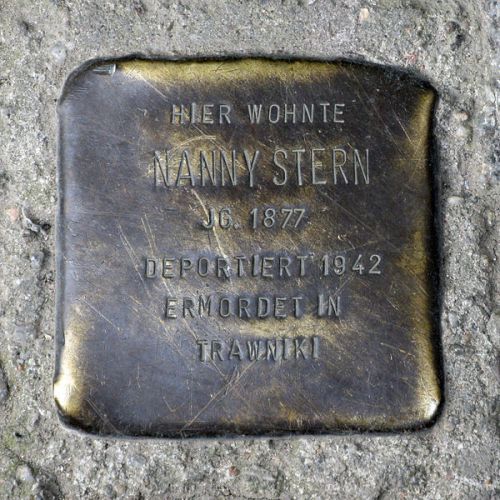 HIER WOHNTE
NANNY STERN
JG. 1877
DEPORTIERT 1942
ERMORDET IN
TRAWNIKI